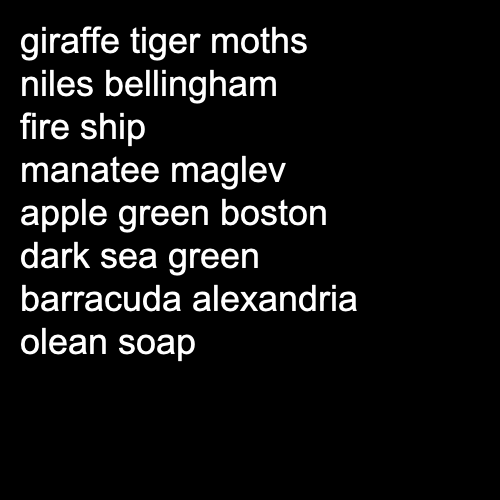 giraffe tiger moths
niles bellingham
fire ship
manatee maglev
apple green boston
dark sea green
barracuda alexandria
olean soap